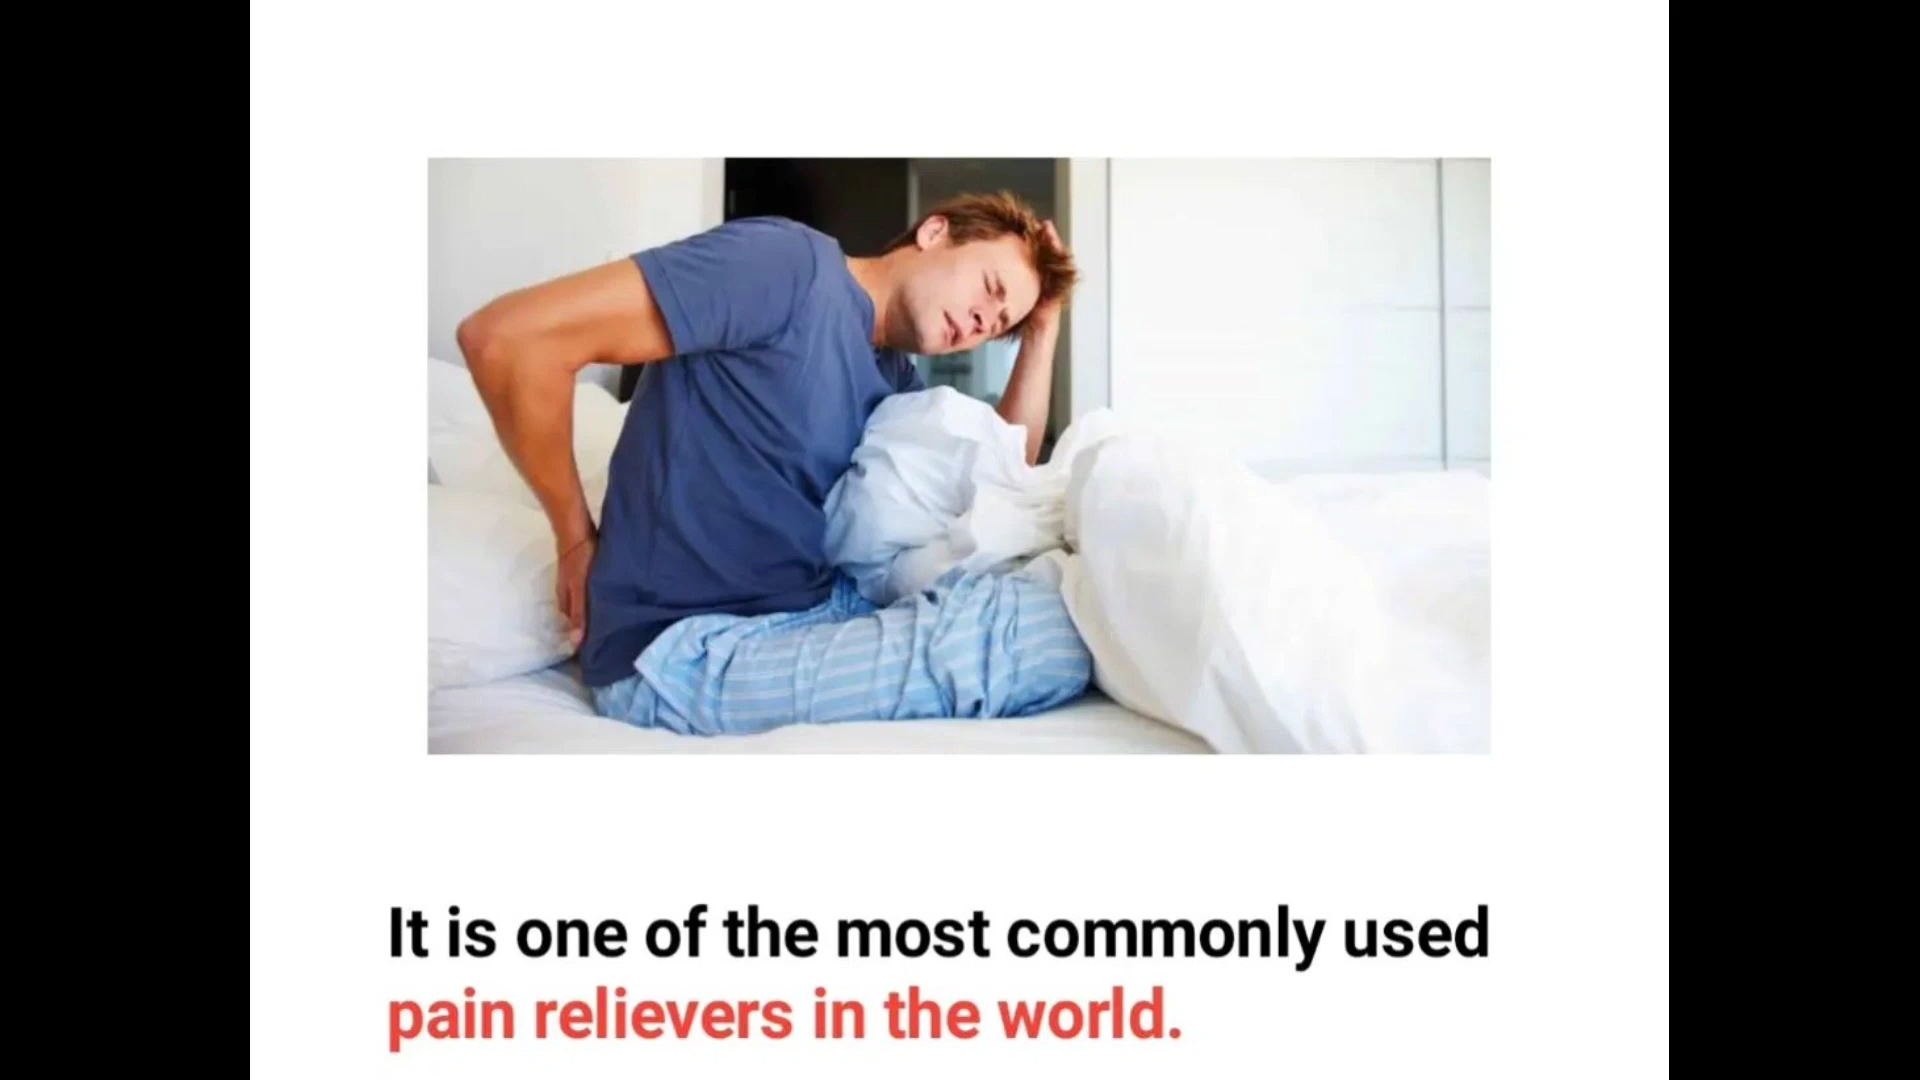 It is one of the most commonly used
pain relievers in the world.